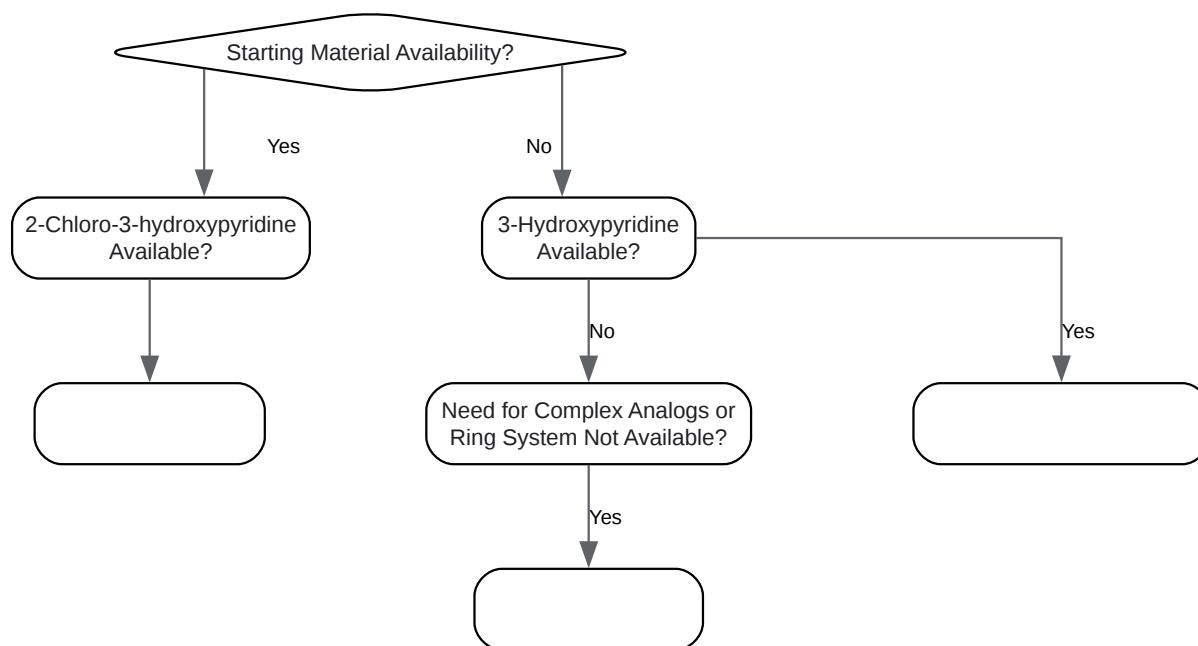 Starting Material Availability?
Yes
No
2-Chloro-3-hydroxypyridine
Available?
3-Hydroxypyridine
Available?
No
Yes
Need for Complex Analogs or
Ring System Not Available?
Yes